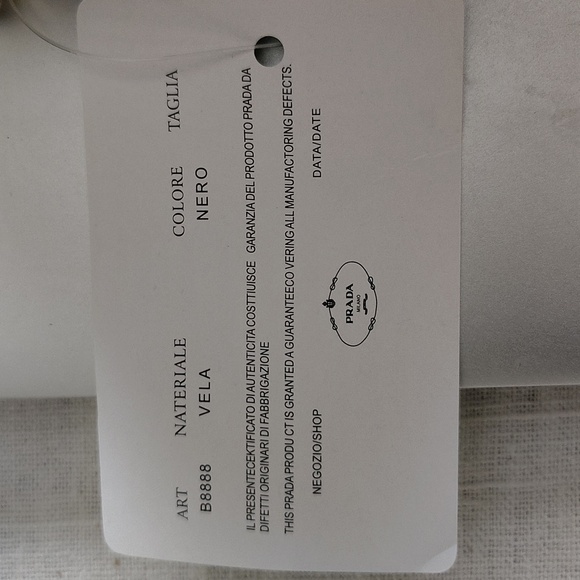 ART NATERIALE COLORE TAGLIA
B8888 VELA NERO
IL PRESENTECEKTIFICATO DI AUTENTICITA COSTTIUISCE GARANZIA DEL PRODOTTO PRADA DA
DIFETTI ORIGINARI DI FABBRIGAZIONE
THIS PRADA PRODU CT IS GRANTED A GUARANTEECO VERING ALL MANUFACTORING DEFECTS.
NEGOZIO/SHOP DATA/DATE
PRADA
MILANO